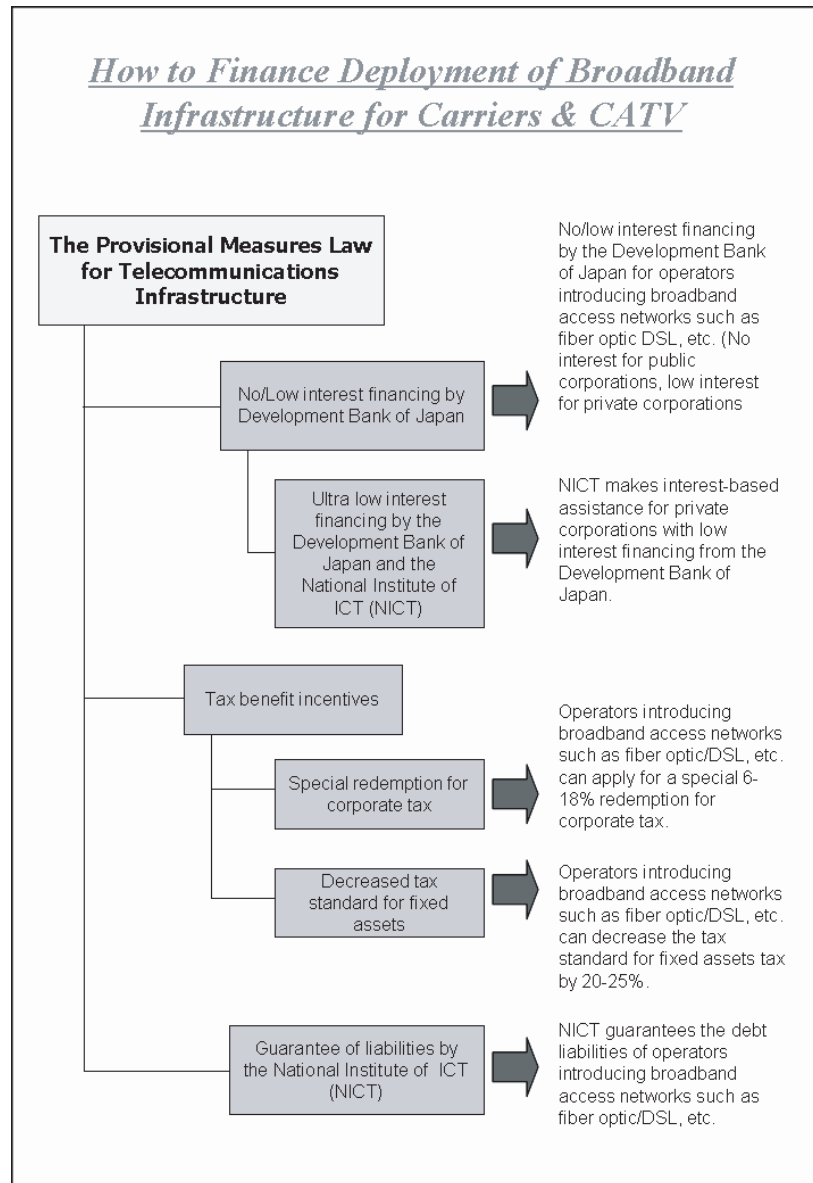 How to Finance Deployment of Broadband
Infrastructure for Carriers & CATV
The Provisional Measures Law
for Telecommunications
Infrastructure
No/Low interest financing by
Development Bank of Japan
No/low interest financing
by the Development Bank
of Japan for operators
introducing broadband
access networks such as
fiber optic DSL, etc. (No
interest for public
corporations, low interest
for private corporations
Ultra low interest
financing by the
Development Bank of
Japan and the
National Institute of
ICT (NICT)
NICT makes interest-based
assistance for private
corporations with low
interest financing from the
Development Bank of
Japan.
Tax benefit incentives
Special redemption for
corporate tax
Operators introducing
broadband access networks
such as fiber optic/DSL, etc.
can apply for a special 6-
18% redemption for
corporate tax.
Decreased tax
standard for fixed
assets
Operators introducing
broadband access networks
such as fiber optic/DSL, etc.
can decrease the tax
standard for fixed assets tax
by 20-25%.
Guarantee of liabilities by
the National Institute of ICT
(NICT)
NICT guarantees the debt
liabilities of operators
introducing broadband
access networks such as
fiber optic/DSL, etc.